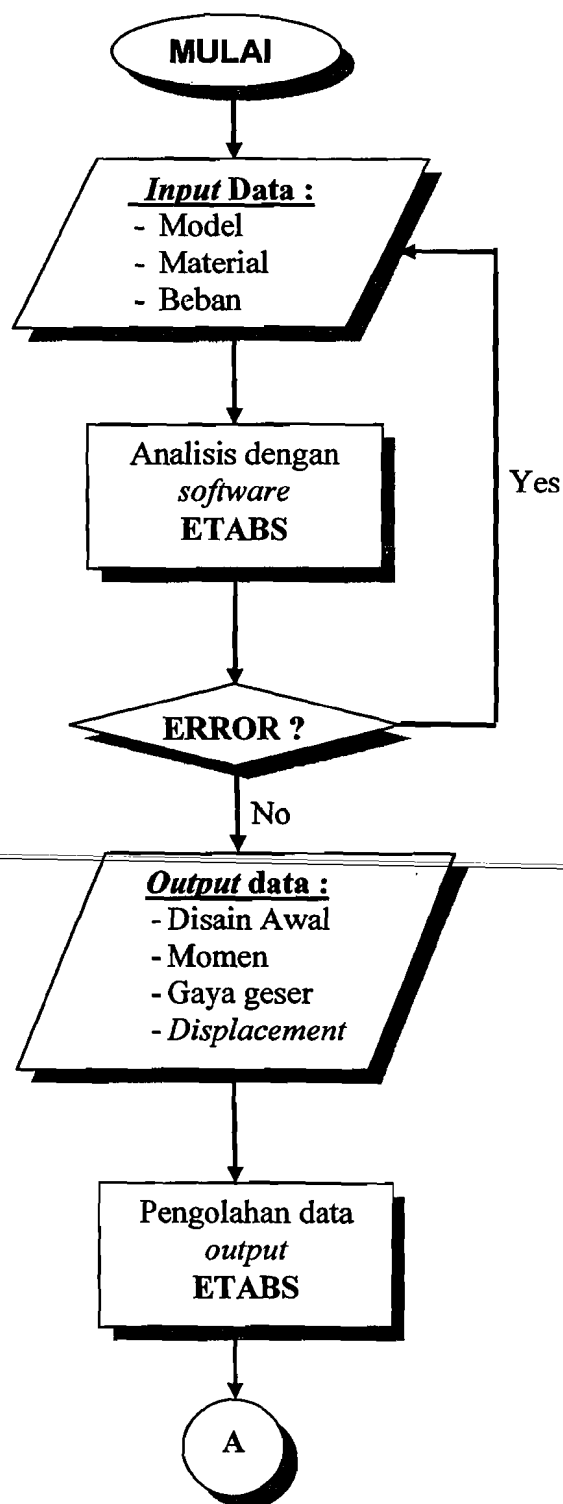 MULAI
Input Data :
- Model
- Material
- Beban
Analisis dengan
software
ETABS
Yes
ERROR ?
No
Output data :
- Disain Awal
- Momen
- Gaya geser
- Displacement
Pengolahan data
output
ETABS
A